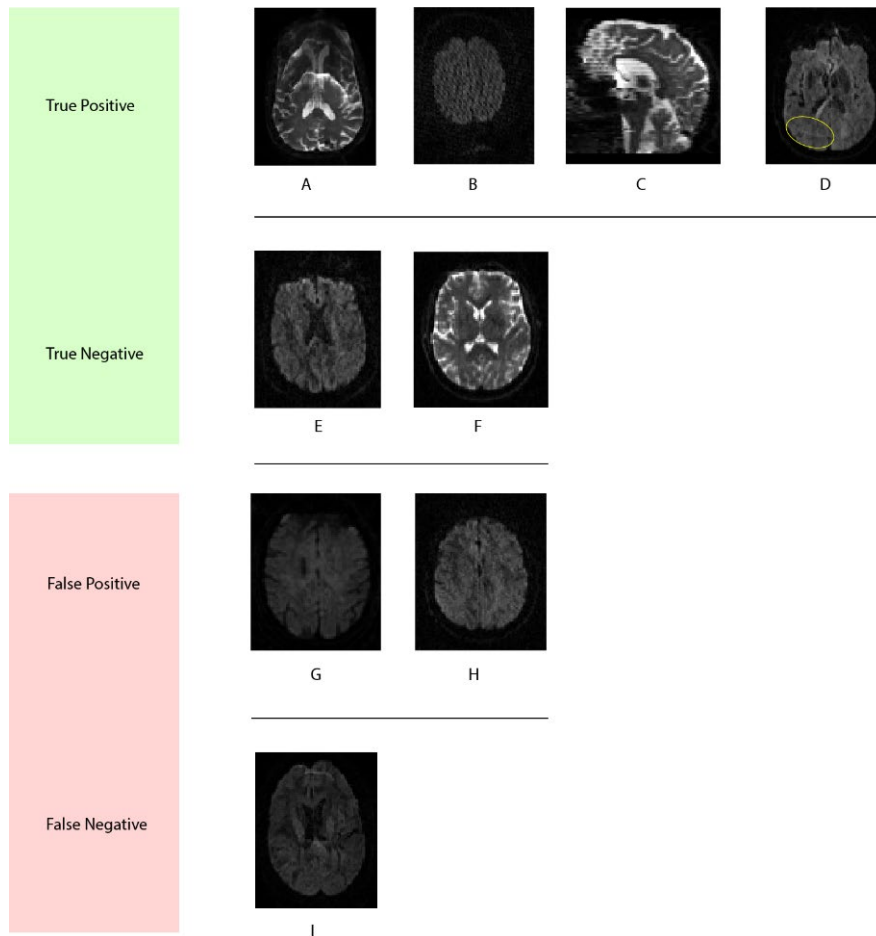 True Positive
A
B
C
D
True Negative
E
F
False Positive
G
H
False Negative
I